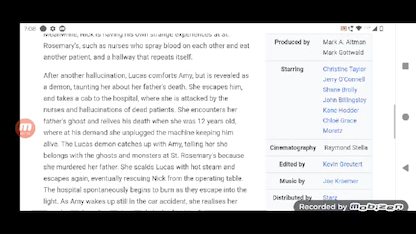 7:08
Meanwhile, Nick is having his own strange experiences at St.
Rosemary's, such as nurses who spray blood on each other and eat
another patient, and a hallway that repeats itself.
After another hallucination, Lucas comforts Amy, but is revealed as
a demon, taunting her about her father's death. She escapes him,
and takes a cab to the hospital, where she is attacked by the
nurses and hallucinations of dead patients. She encounters her
father's ghost and relives his death when she was 12 years old,
where at his demand she unplugged the machine keeping him
alive. The Lucas demon catches up with Amy, telling her she
belongs with the ghosts and monsters at St. Rosemary's because
she murdered her father. She scalds Lucas with hot steam and
escapes again, eventually rescuing Nick from the operating table.
The hospital spontaneously begins to burn as they escape into the
light. As Amy wakes up still in the car accident, she realises her
Produced by Mark A. Altman
Mark Gottwald
Starring Christine Taylor
Jerry O'Connell
Shane Brolly
John Billingsley
Kane Hodder
Chloë Grace
Moretz
Cinematography Raymond Stella
Edited by Kevin Greutert
Music by Joe Kraemer
Distributed by Starz
Recorded by Mobizen